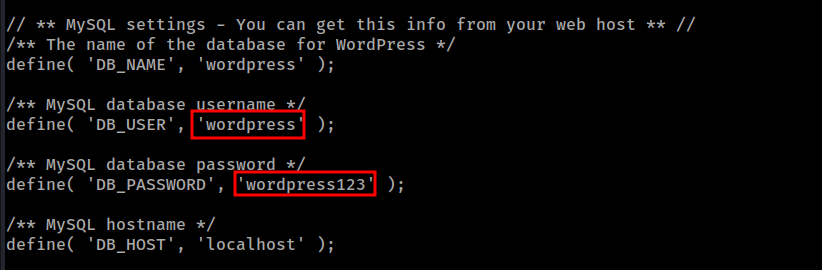 // ** MySQL settings - You can get this info from your web host ** //
/** The name of the database for WordPress */
define( 'DB_NAME', 'wordpress' );
/** MySQL database username */
define( 'DB_USER', 'wordpress' );
/** MySQL database password */
define( 'DB_PASSWORD', 'wordpress123' );
/** MySQL hostname */
define( 'DB_HOST', 'localhost' );